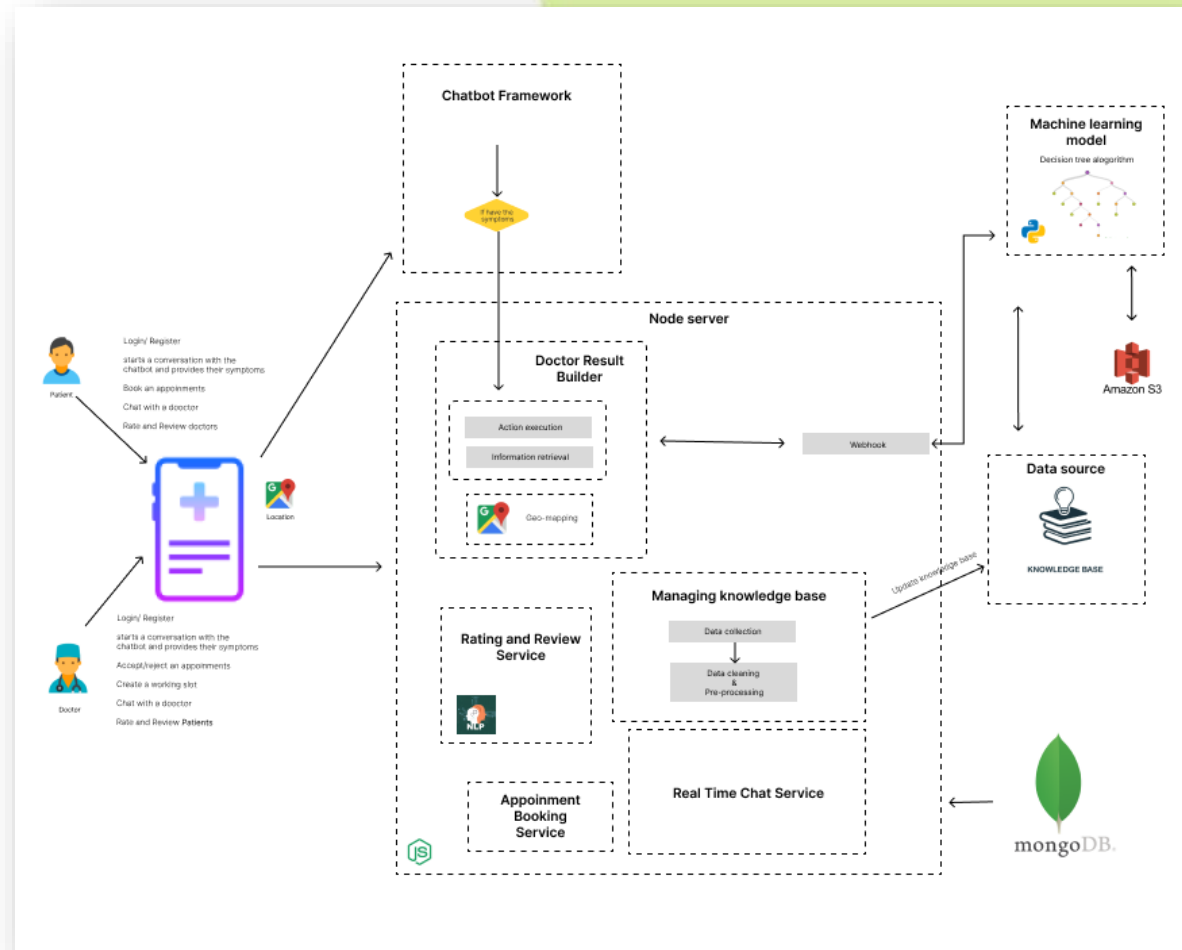 Chatbot Framework
If have the
symptoms
Machine learning
model
Decision tree alogorithm
Amazon S3
Node server
Doctor Result
Builder
Action execution
Information retrieval
Geo-mapping
Webhook
Login/ Register
starts a conversation with the
chatbot and provides their symptoms
Book an appoinments
Chat with a dooctor
Rate and Review doctors
Patient
Location
Data source
KNOWLEDGE BASE
Update knowledge base
Managing knowledge base
Data collection
Data cleaning
&
Pre-processing
Rating and Review
Service
NLP
Login/ Register
starts a conversation with the
chatbot and provides their symptoms
Accept/reject an appoinments
Create a working slot
Chat with a dooctor
Rate and Review Patients
Doctor
Appoinment
Booking
Service
Real Time Chat Service
JS
mongoDB.